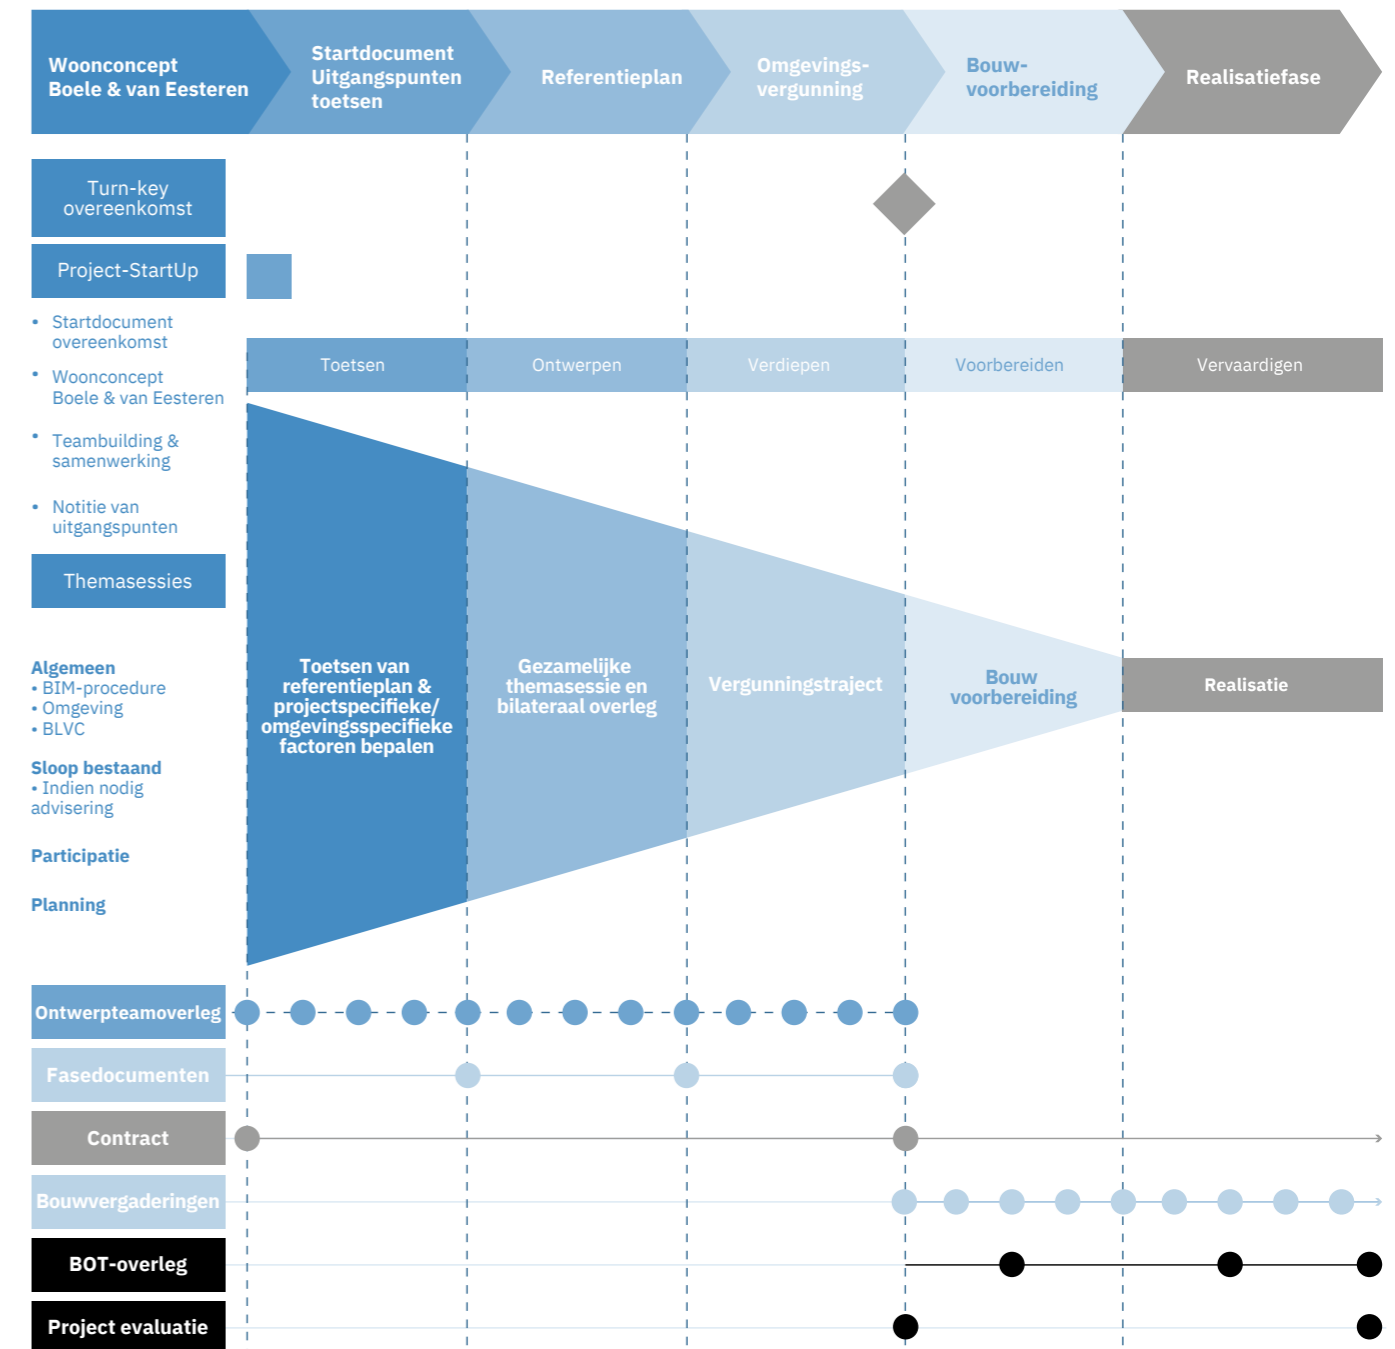 Woonconcept
Boele & van Eesteren
Startdocument
Uitgangspunten
toetsen
Referentieplan
Omgevings-
vergunning
Bouw-
voorbereiding
Realisatiefase
Turn-key
overeenkomst
Project-StartUp
• Startdocument
overeenkomst
• Woonconcept
Boele & van Eesteren
• Teambuilding &
samenwerking
• Notitie van
uitgangspunten
Toetsen
Ontwerpen
Verdiepen
Voorbereiden
Vervaardigen
Themasessies
Algemeen
• BIM-procedure
• Omgeving
• BLVC
Sloop bestaand
• Indien nodig
advisering
Participatie
Planning
Toetsen van
referentieplan &
projectspecifieke/
omgevingsspecifieke
factoren bepalen
Gezamelijke
themasessie en
bilateraal overleg
Vergunningstraject
Bouw
voorbereiding
Realisatie
Ontwerpteamoverleg
Fasedocumenten
Contract
Bouwvergaderingen
BOT-overleg
Project evaluatie